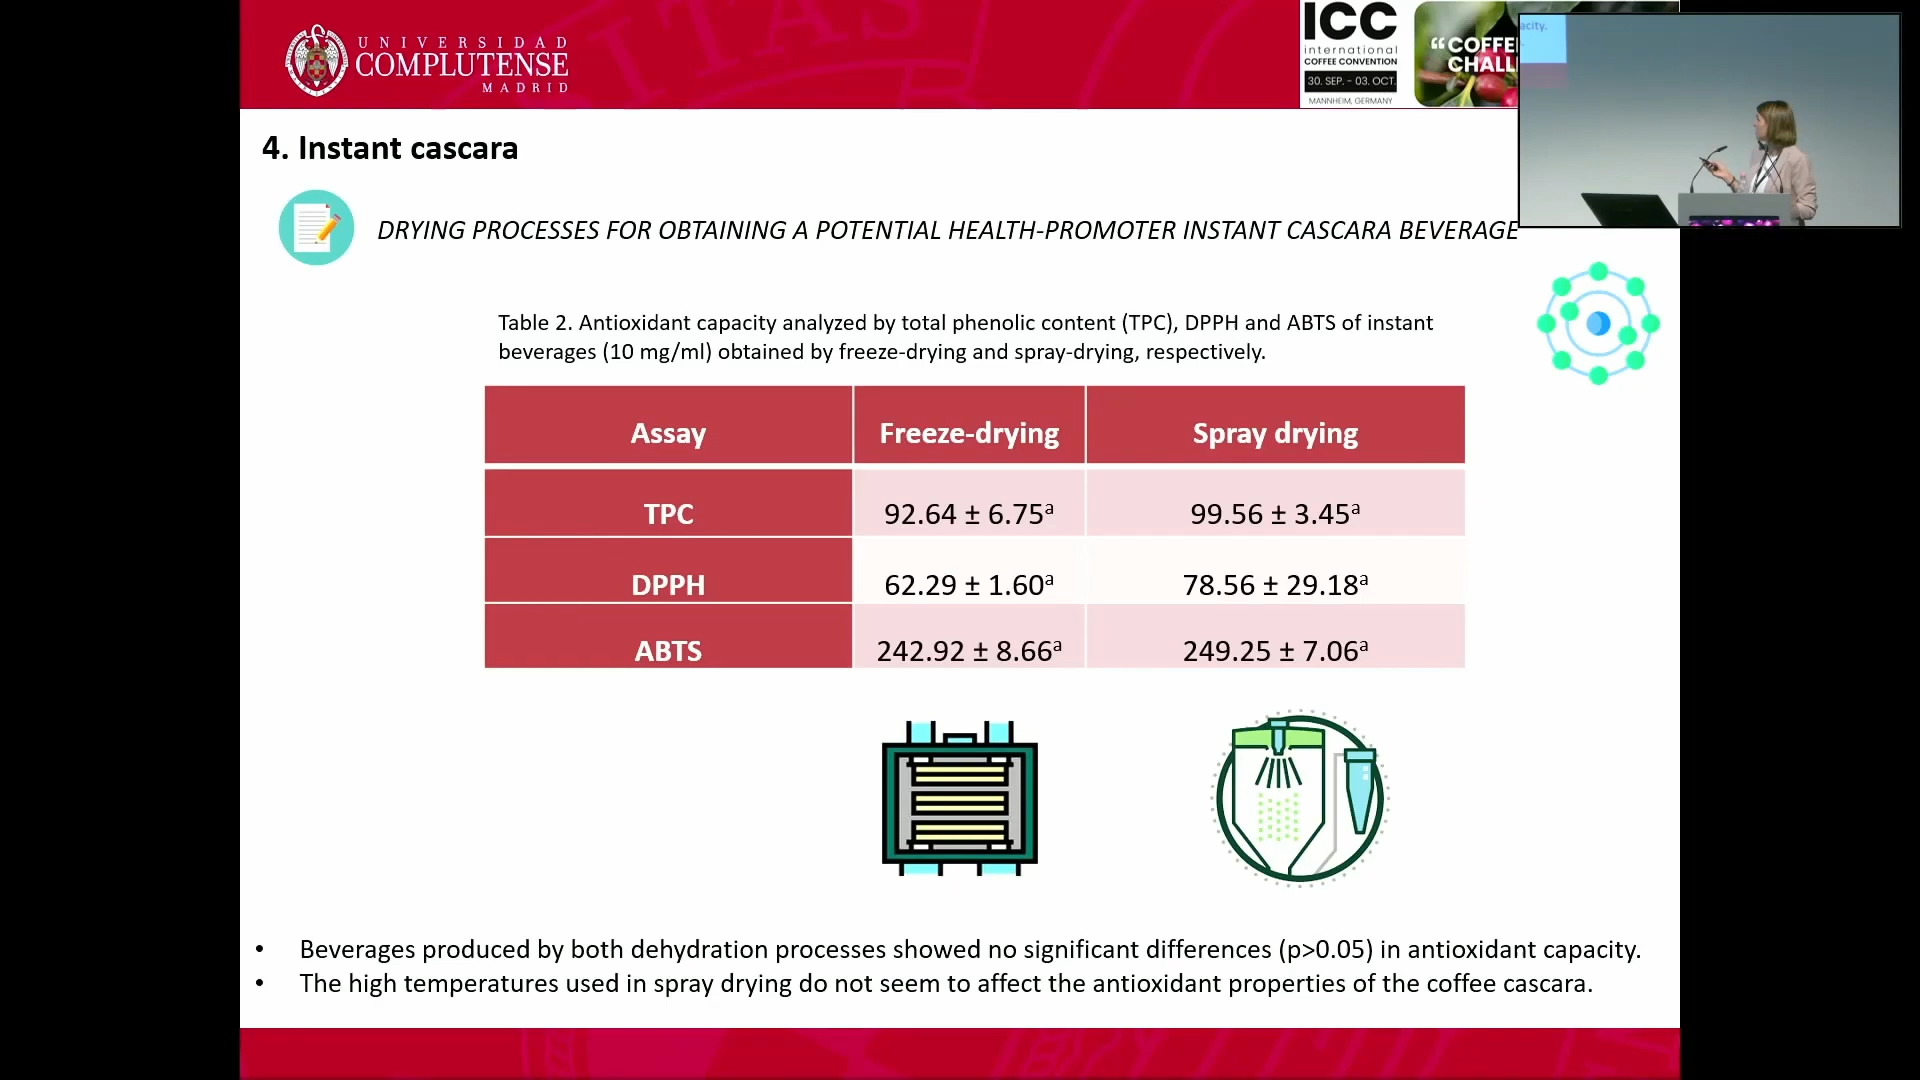 UNIVERSIDAD
COMPLUTENSE
MADRID
ICC
international
COFFEE CONVENTION
30. SEP. - 03. OCT.
MANNHEIM, GERMANY
“COFFE
CHALL
acity.
4. Instant cascara
DRYING PROCESSES FOR OBTAINING A POTENTIAL HEALTH-PROMOTER INSTANT CASCARA BEVERAGE
Table 2. Antioxidant capacity analyzed by total phenolic content (TPC), DPPH and ABTS of instant
beverages (10 mg/ml) obtained by freeze-drying and spray-drying, respectively.
Assay Freeze-drying Spray drying
TPC 92.64 ± 6.75ᵃ 99.56 ± 3.45ᵃ
DPPH 62.29 ± 1.60ᵃ 78.56 ± 29.18ᵃ
ABTS 242.92 ± 8.66ᵃ 249.25 ± 7.06ᵃ
• Beverages produced by both dehydration processes showed no significant differences (p>0.05) in antioxidant capacity.
• The high temperatures used in spray drying do not seem to affect the antioxidant properties of the coffee cascara.